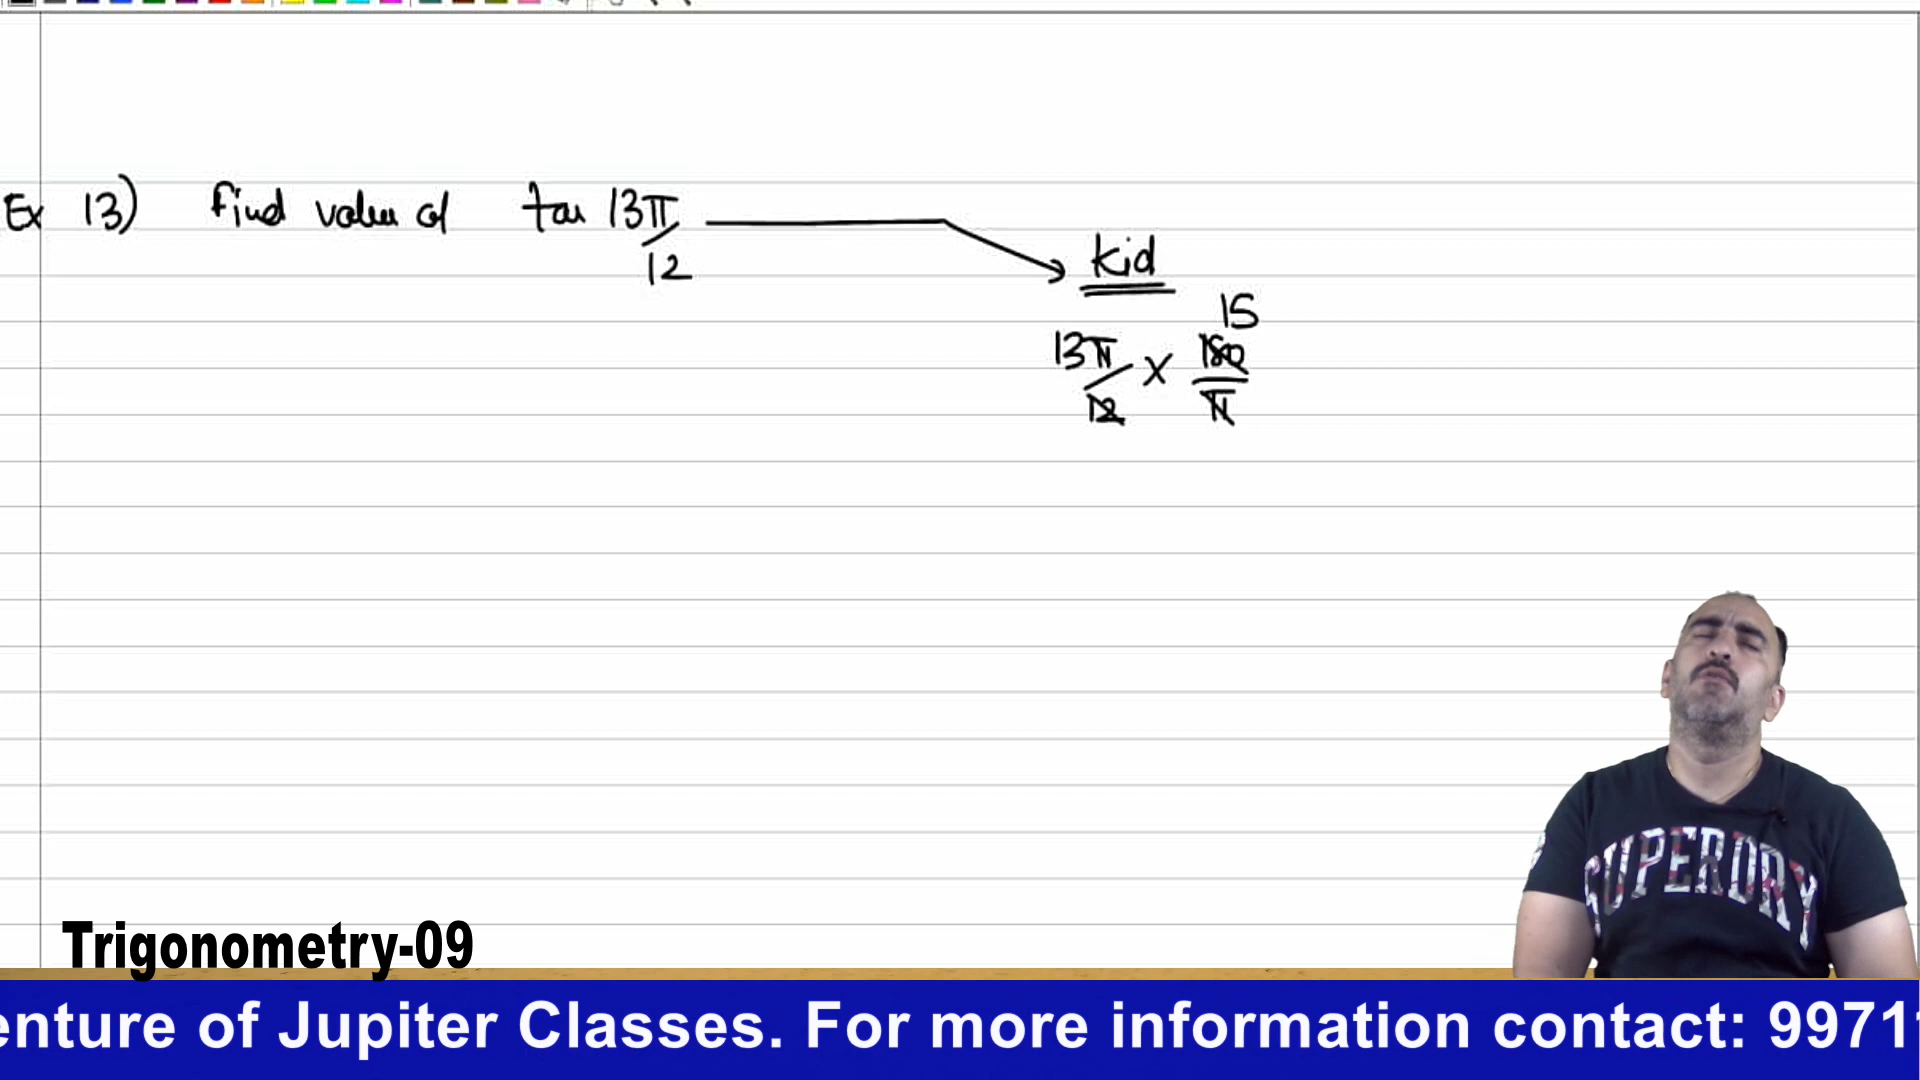 Ex 13) find value of tan 13π/12
kid
15
13π/12 × 180/π
SUPERDRY
Trigonometry-09
enture of Jupiter Classes. For more information contact: 9971